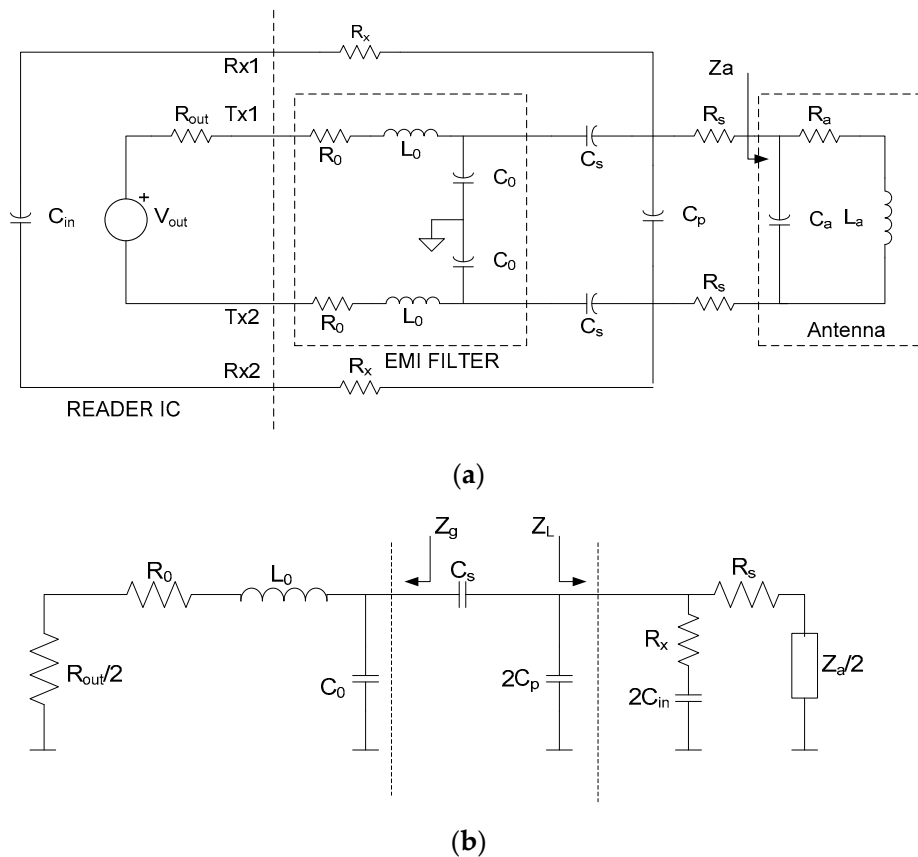 Rx
Rx1
Za
Rout
Tx1
Rs
Ra
R0
L0
Cs
C0
Cin
+
Vout
Cp
Ca
La
C0
Rs
R0
L0
Tx2
Cs
Antenna
EMI FILTER
Rx2
Rx
READER IC
(a)
Zg
ZL
R0
L0
Cs
Rs
Rx
Rout/2
C0
2Cp
2Cin
Za/2
(b)